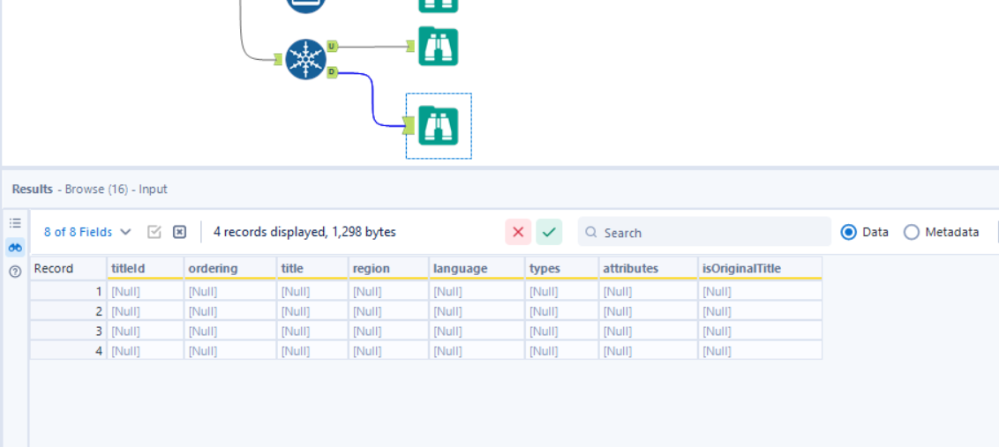 U
D
Results - Browse (16) - Input
8 of 8 Fields
4 records displayed, 1,298 bytes
Search
Data
Metadata
Record titleId ordering title region language types attributes isOriginalTitle
1 [Null] [Null] [Null] [Null] [Null] [Null] [Null] [Null]
2 [Null] [Null] [Null] [Null] [Null] [Null] [Null] [Null]
3 [Null] [Null] [Null] [Null] [Null] [Null] [Null] [Null]
4 [Null] [Null] [Null] [Null] [Null] [Null] [Null] [Null]